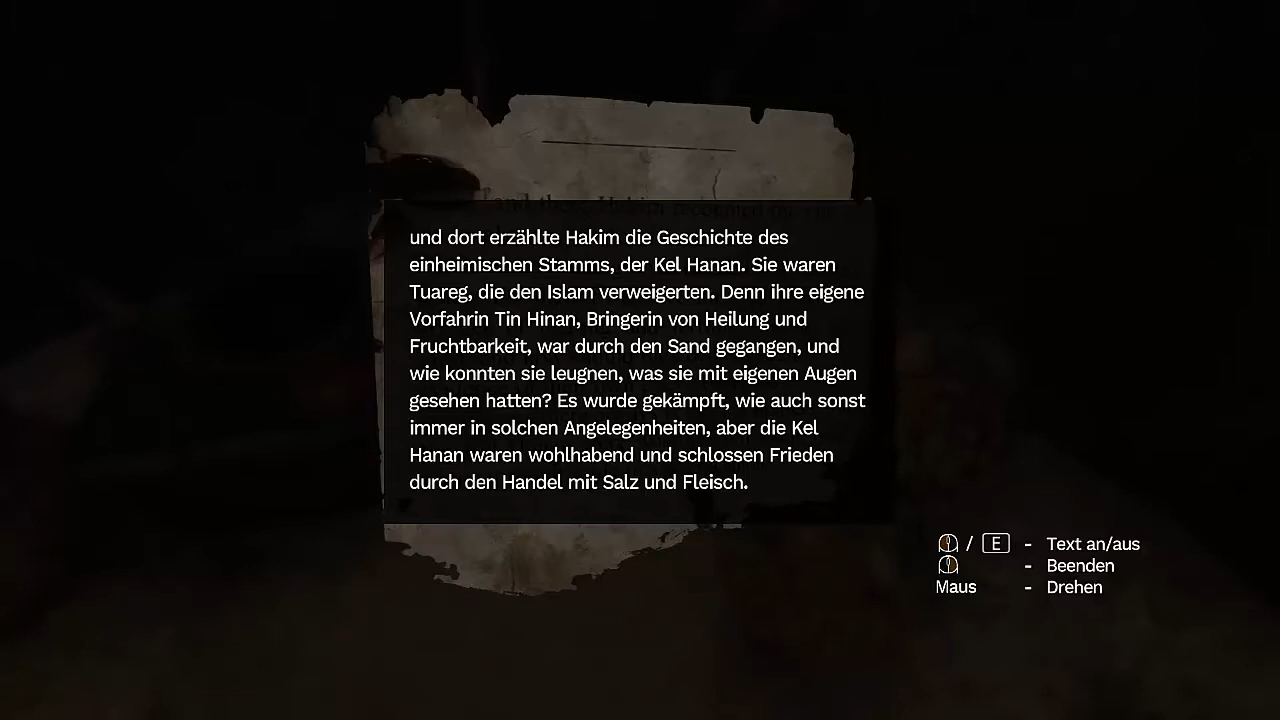 and there Hakim recounted
und dort erzählte Hakim die Geschichte des
einheimischen Stamms, der Kel Hanan. Sie waren
Tuareg, die den Islam verweigerten. Denn ihre eigene
Vorfahrin Tin Hinan, Bringerin von Heilung und
Fruchtbarkeit, war durch den Sand gegangen, und
wie konnten sie leugnen, was sie mit eigenen Augen
gesehen hatten? Es wurde gekämpft, wie auch sonst
immer in solchen Angelegenheiten, aber die Kel
Hanan waren wohlhabend und schlossen Frieden
durch den Handel mit Salz und Fleisch.
/ E - Text an/aus
- Beenden
Maus - Drehen